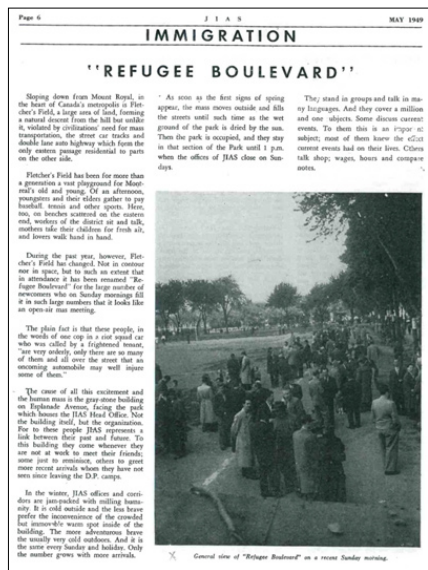 Page 6
J I A S
MAY 1949
IMMIGRATION
"REFUGEE BOULEVARD"
Sloping down from Mount Royal, in
the heart of Canada's metropolis is Flet-
cher's Field, a large area of land, forming
a natural descent from the hill but unlike
it, violated by civilizations' need for mass
transportation, the street car tracks and
double lane auto highway which form the
only eastern passage residential to parts
on the other side.
Fletcher's Field has been for more than
a generation a vast playground for Mont-
real's old and young. Of an afternoon,
youngsters and their elders gather to pay
baseball, tennis and other sports. Here,
too, on benches scattered on the eastern
end, workers of the district sit and talk,
mothers take their children for fresh air,
and lovers walk hand in hand.
During the past year, however, Flet-
cher's Field has changed. Not in contour
nor in space, but to such an extent that
in attendance it has been renamed "Re-
fugee Boulevard" for the large number of
newcomers who on Sunday mornings fill
it in such large numbers that it looks like
an open-air mas meeting.
The plain fact is that these people, in
the words of one cop in a riot squad car
who was called by a frightened tenant,
"are very orderly, only there are so many
of them and all over the street that an
oncoming automobile may well injure
some of them."
The cause of all this excitement and
the human mass is the gray-stone building
on Esplanade Avenue, facing the park
which houses the JIAS Head Office. Not
the building itself, but the organization.
For to these people JIAS represents a
link between their past and future. To
this building they come whenever they
are not at work to meet their friends;
some just to reminisce, others to greet
more recent arrivals whom they have not
seen since leaving the D.P. camps.
In the winter, JIAS offices and corri-
dors are jam-packed with milling huma-
nity. It is cold outside and the less brave
prefer the inconvenience of the crowded
but immovable warm spot inside of the
building. The more adventurous brave
the usually very cold outdoors. And it is
the same every Sunday and holiday. Only
the number grows with more arrivals.
As soon as the first signs of spring
appear, the mass moves outside and fills
the streets until such time as the wet
ground of the park is dried by the sun.
Then the park is occupied, and they stay
in that section of the Park until 1 p.m.
when the offices of JIAS close on Sun-
days.
They stand in groups and talk in ma-
ny languages. And they cover a million
and one subjects. Some discuss current
events. To them this is an important
subject; most of them knew the effect
current events had on their lives. Others
talk shop; wages, hours and compare
notes.
General view of "Refugee Boulevard" on a recent Sunday morning.